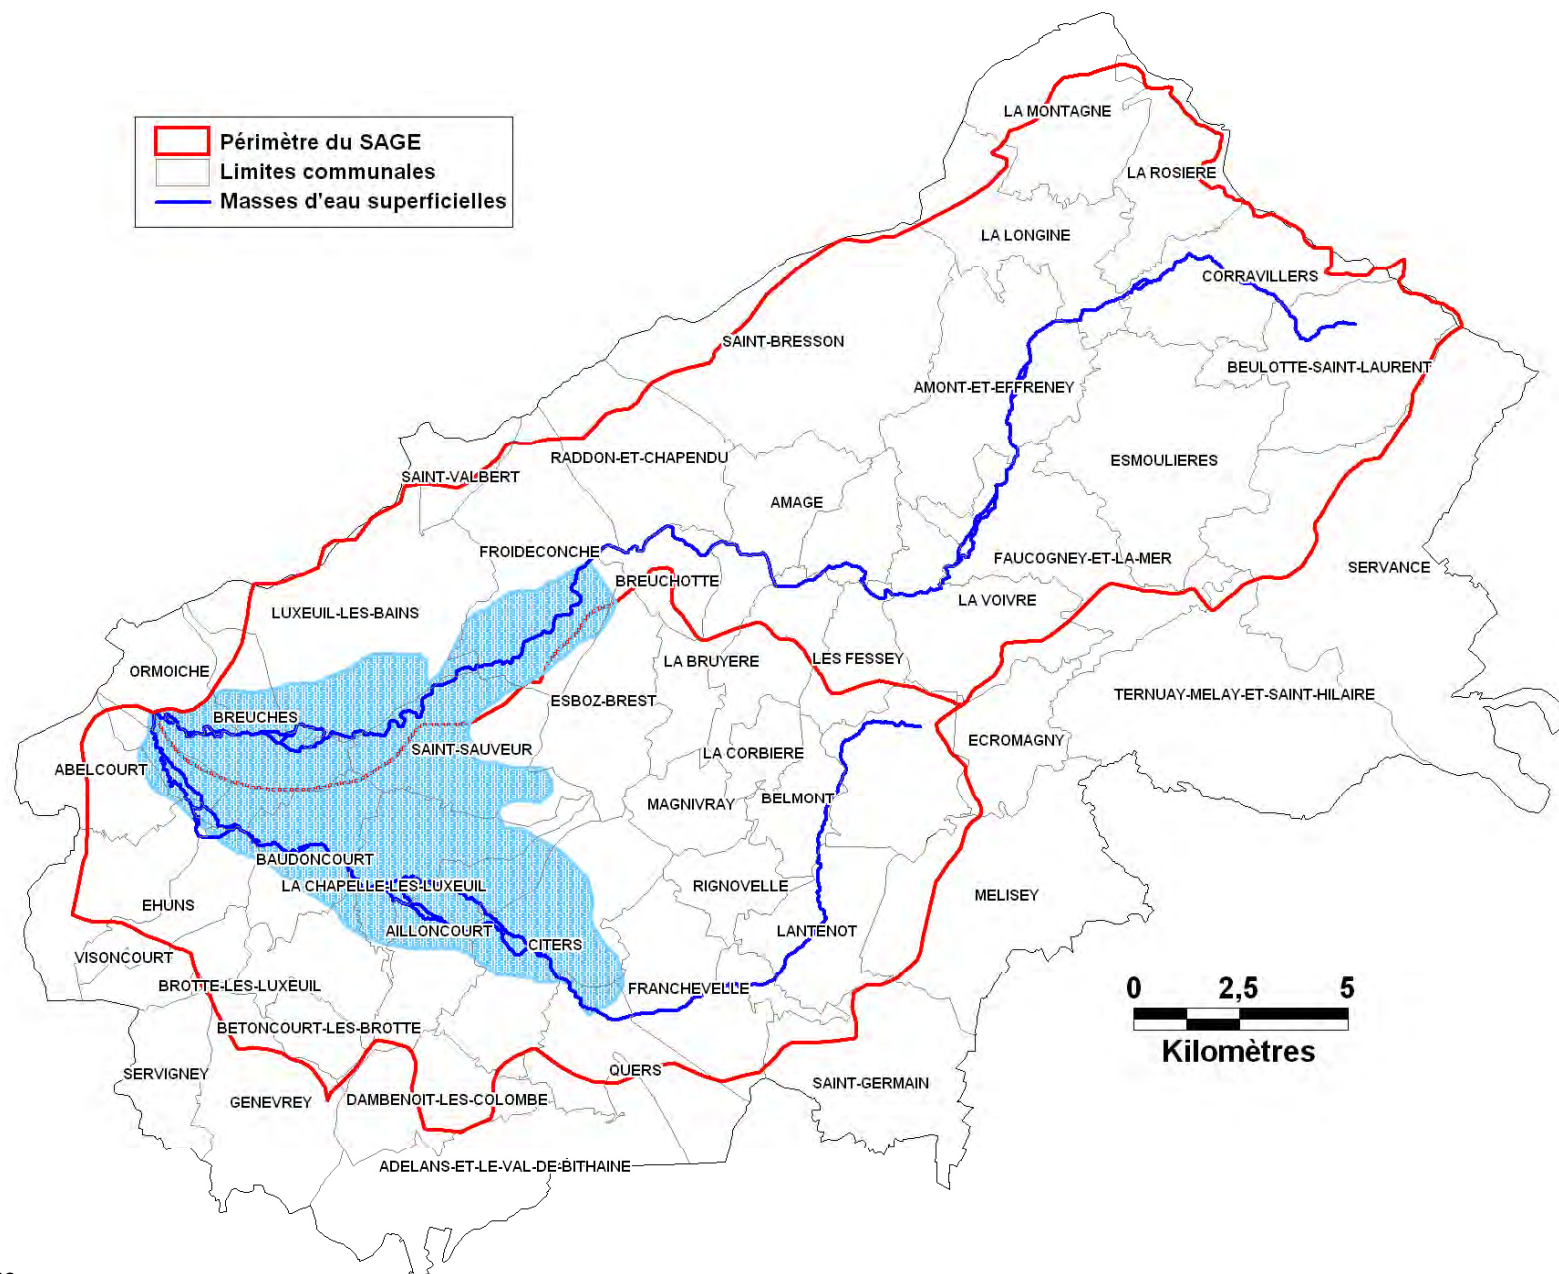 Périmètre du SAGE
Limites communales
Masses d'eau superficielles
LA MONTAGNE
LA ROSIERE
LA LONGINE
CORRAVILLERS
SAINT-BRESSON
BEULOTTE-SAINT-LAURENT
AMONT-ET-EFFRENEY
RADDON-ET-CHAPENDU
ESMOULIERES
SAINT-VALBERT
AMAGE
FROIDECONCHE
FAUCOGNEY-ET-LA-MER
SERVANCE
BREUCHOTTE
LA VOIVRE
LUXEUIL-LES-BAINS
LA BRUYERE
LES FESSEY
ORMOICHE
TERNUAY-MELAY-ET-SAINT-HILAIRE
ESBOZ-BREST
BREUCHES
ECROMAGNY
SAINT-SAUVEUR
LA CORBIERE
ABELCOURT
BELMONT
MAGNIVRAY
BAUDONCOURT
LA CHAPELLE-LES-LUXEUIL
RIGNOVELLE
MELISEY
EHUNS
AILLONCOURT
LANTENOT
CITERS
VISONCOURT
BROTTE-LES-LUXEUIL
FRANCHEVELLE
0 2,5 5
Kilomètres
BETONCOURT-LES-BROTTE
QUERS
SERVIGNEY
SAINT-GERMAIN
GENEVREY
DAMBENOIT-LES-COLOMBE
ADELANS-ET-LE-VAL-DE-BITHAINE